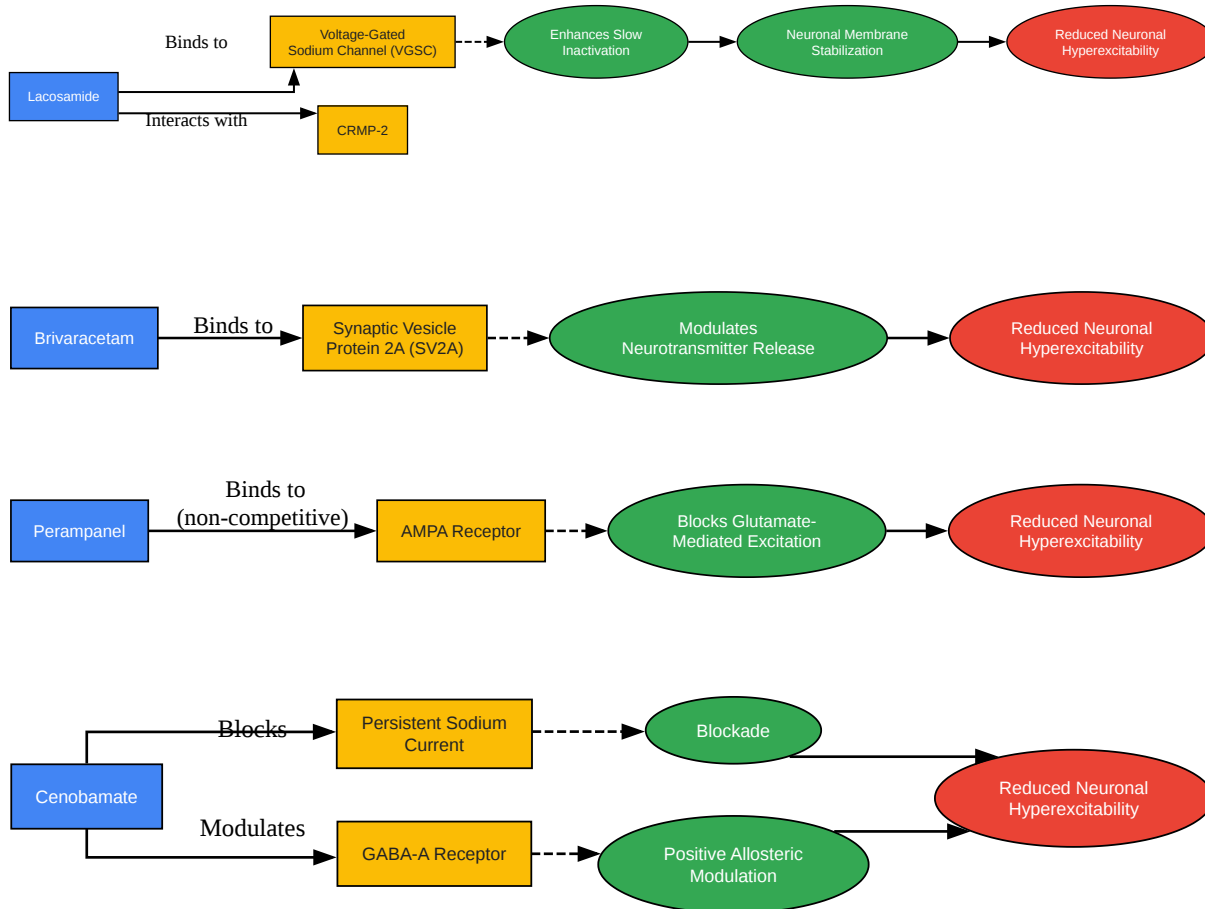 Binds to
Voltage-Gated
Sodium Channel (VGSC)
Enhances Slow
Inactivation
Neuronal Membrane
Stabilization
Reduced Neuronal
Hyperexcitability
Lacosamide
Interacts with
CRMP-2
Brivaracetam
Binds to
Synaptic Vesicle
Protein 2A (SV2A)
Modulates
Neurotransmitter Release
Reduced Neuronal
Hyperexcitability
Perampanel
Binds to
(non-competitive)
AMPA Receptor
Blocks Glutamate-
Mediated Excitation
Reduced Neuronal
Hyperexcitability
Cenobamate
Blocks
Persistent Sodium
Current
Blockade
Modulates
GABA-A Receptor
Positive Allosteric
Modulation
Reduced Neuronal
Hyperexcitability